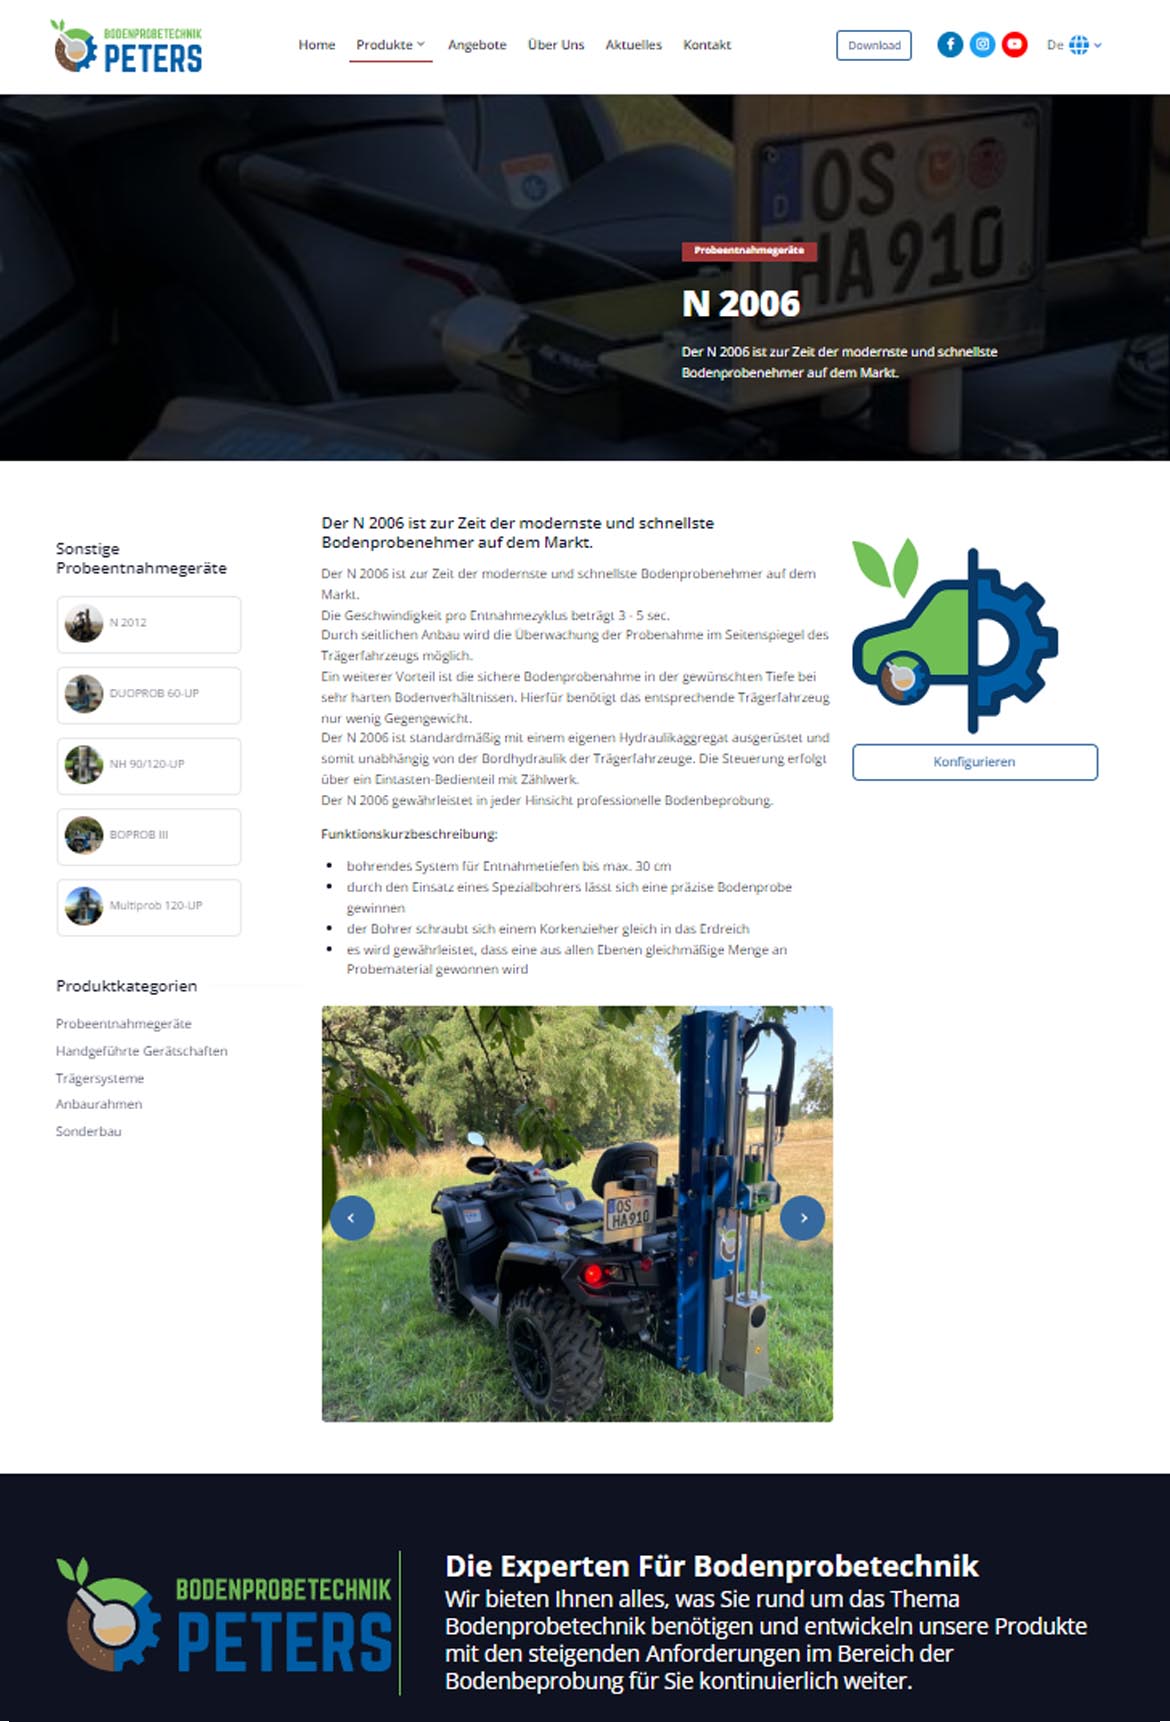 BODENPROBETECHNIK
PETERS
Home
Produkte
Angebote
Über Uns
Aktuelles
Kontakt
Download
De
OS
HA 910
D
Probeentnahmegeräte
N 2006
Der N 2006 ist zur Zeit der modernste und schnellste
Bodenprobenehmer auf dem Markt.
Sonstige
Probeentnahmegeräte
N 2012
DUOPROB 60-UP
NH 90/120-UP
BOPROB III
Multiprob 120-UP
Produktkategorien
Probeentnahmegeräte
Handgeführte Gerätschaften
Trägersysteme
Anbaurahmen
Sonderbau
Der N 2006 ist zur Zeit der modernste und schnellste
Bodenprobenehmer auf dem Markt.
Der N 2006 ist zur Zeit der modernste und schnellste Bodenprobenehmer auf dem
Markt.
Die Geschwindigkeit pro Entnahmezyklus beträgt 3 - 5 sec.
Durch seitlichen Anbau wird die Überwachung der Probenahme im Seitenspiegel des
Trägerfahrzeugs möglich.
Ein weiterer Vorteil ist die sichere Bodenprobenahme in der gewünschten Tiefe bei
sehr harten Bodenverhältnissen. Hierfür benötigt das entsprechende Trägerfahrzeug
nur wenig Gegengewicht.
Der N 2006 ist standardmäßig mit einem eigenen Hydraulikaggregat ausgerüstet und
somit unabhängig von der Bordhydraulik der Trägerfahrzeuge. Die Steuerung erfolgt
über ein Eintasten-Bedienteil mit Zählwerk.
Der N 2006 gewährleistet in jeder Hinsicht professionelle Bodenbeprobung.
Funktionskurzbeschreibung:
bohrendes System für Entnahmetiefen bis max. 30 cm
durch den Einsatz eines Spezialbohrers lässt sich eine präzise Bodenprobe
gewinnen
der Bohrer schraubt sich einem Korkenzieher gleich in das Erdreich
es wird gewährleistet, dass eine aus allen Ebenen gleichmäßige Menge an
Probematerial gewonnen wird
Konfigurieren
OS
HA 910
BODENPROBETECHNIK
PETERS
Die Experten Für Bodenprobetechnik
Wir bieten Ihnen alles, was Sie rund um das Thema
Bodenprobetechnik benötigen und entwickeln unsere Produkte
mit den steigenden Anforderungen im Bereich der
Bodenbeprobung für Sie kontinuierlich weiter.